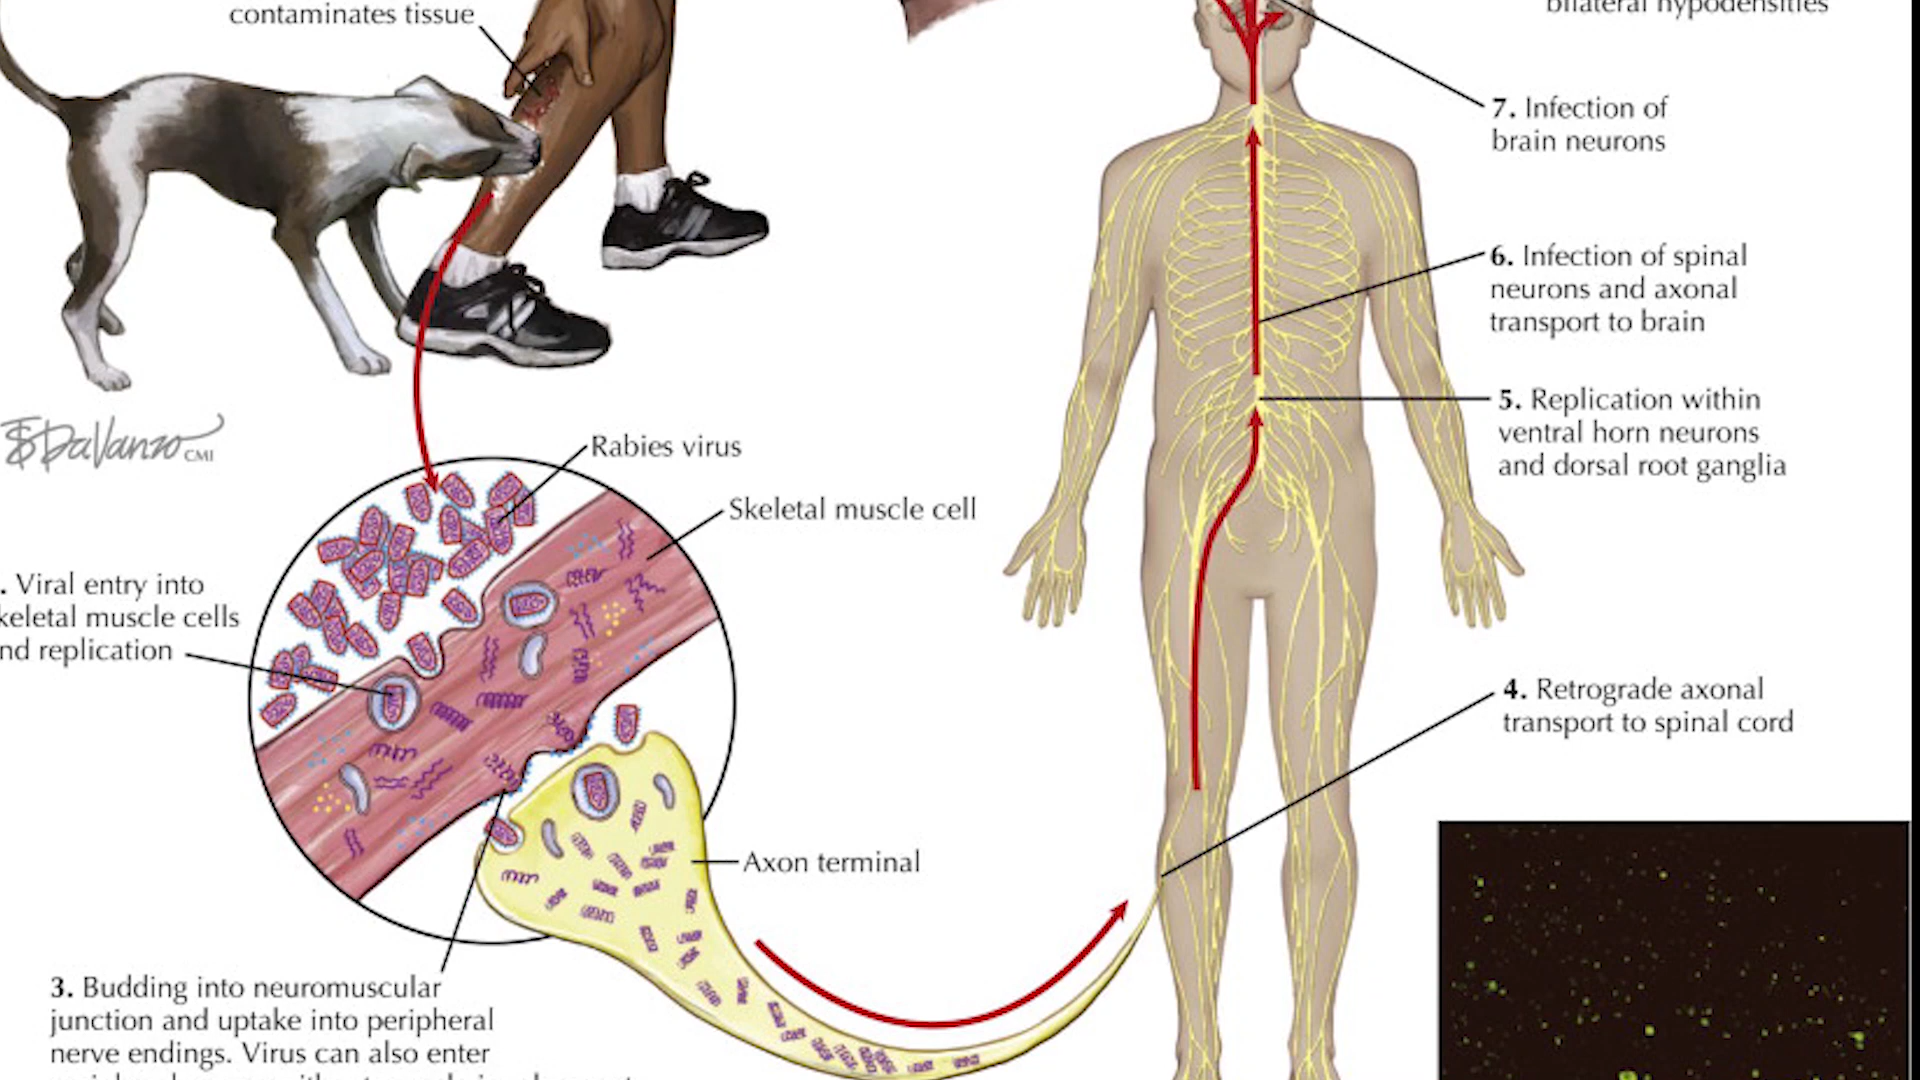 contaminates tissue
bilateral hypodensities
7. Infection of
brain neurons
6. Infection of spinal
neurons and axonal
transport to brain
5. Replication within
ventral horn neurons
and dorsal root ganglia
DaVanzo CMI
Rabies virus
Skeletal muscle cell
. Viral entry into
keletal muscle cells
nd replication
4. Retrograde axonal
transport to spinal cord
Axon terminal
3. Budding into neuromuscular
junction and uptake into peripheral
nerve endings. Virus can also enter